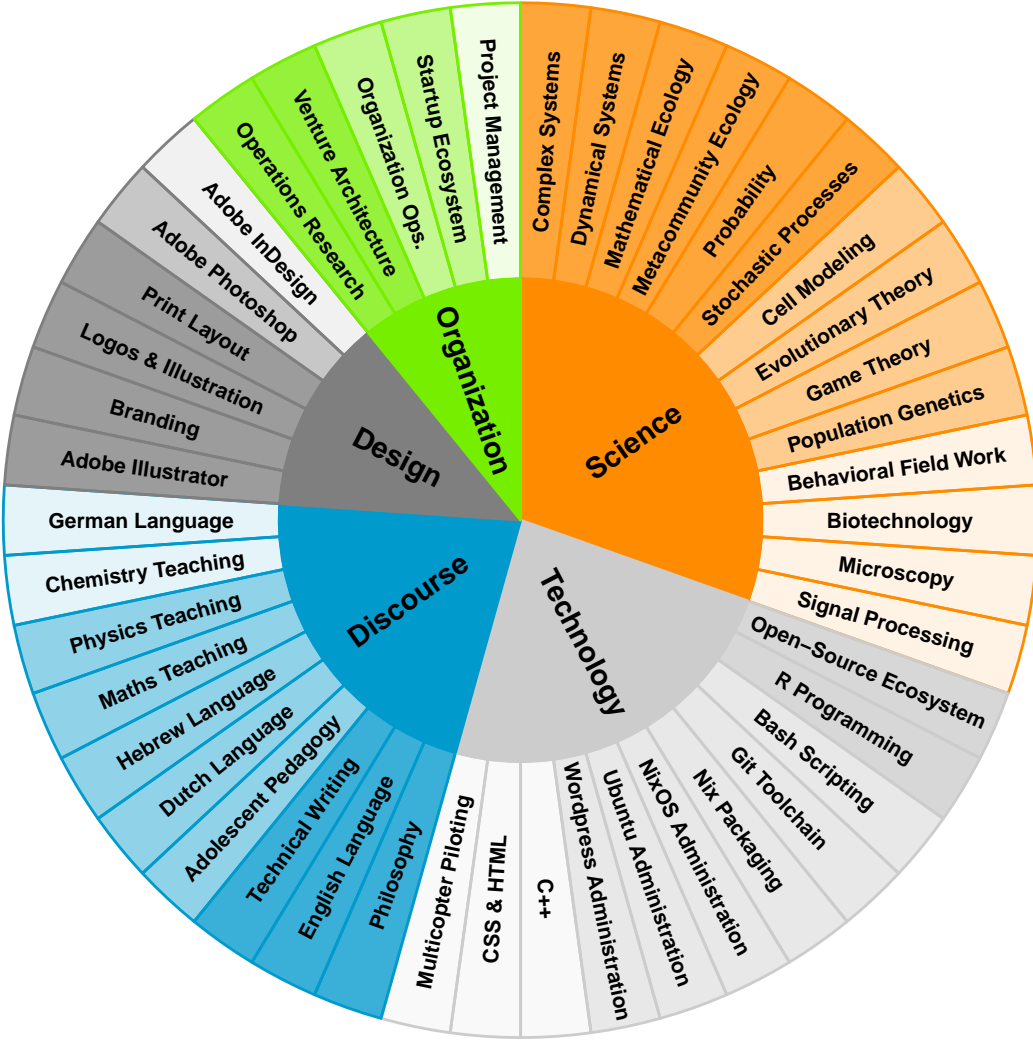 Science
Complex Systems
Dynamical Systems
Mathematical Ecology
Metacommunity Ecology
Probability
Stochastic Processes
Cell Modeling
Evolutionary Theory
Game Theory
Population Genetics
Behavioral Field Work
Biotechnology
Microscopy
Signal Processing
Technology
Open−Source Ecosystem
R Programming
Bash Scripting
Git Toolchain
Nix Packaging
NixOS Administration
Ubuntu Administration
Wordpress Administration
C++
CSS & HTML
Multicopter Piloting
Discourse
Philosophy
English Language
Technical Writing
Adolescent Pedagogy
Dutch Language
Hebrew Language
Maths Teaching
Physics Teaching
Chemistry Teaching
German Language
Design
Adobe Illustrator
Branding
Logos & Illustration
Print Layout
Adobe Photoshop
Adobe InDesign
Organization
Operations Research
Venture Architecture
Organization Ops.
Startup Ecosystem
Project Management